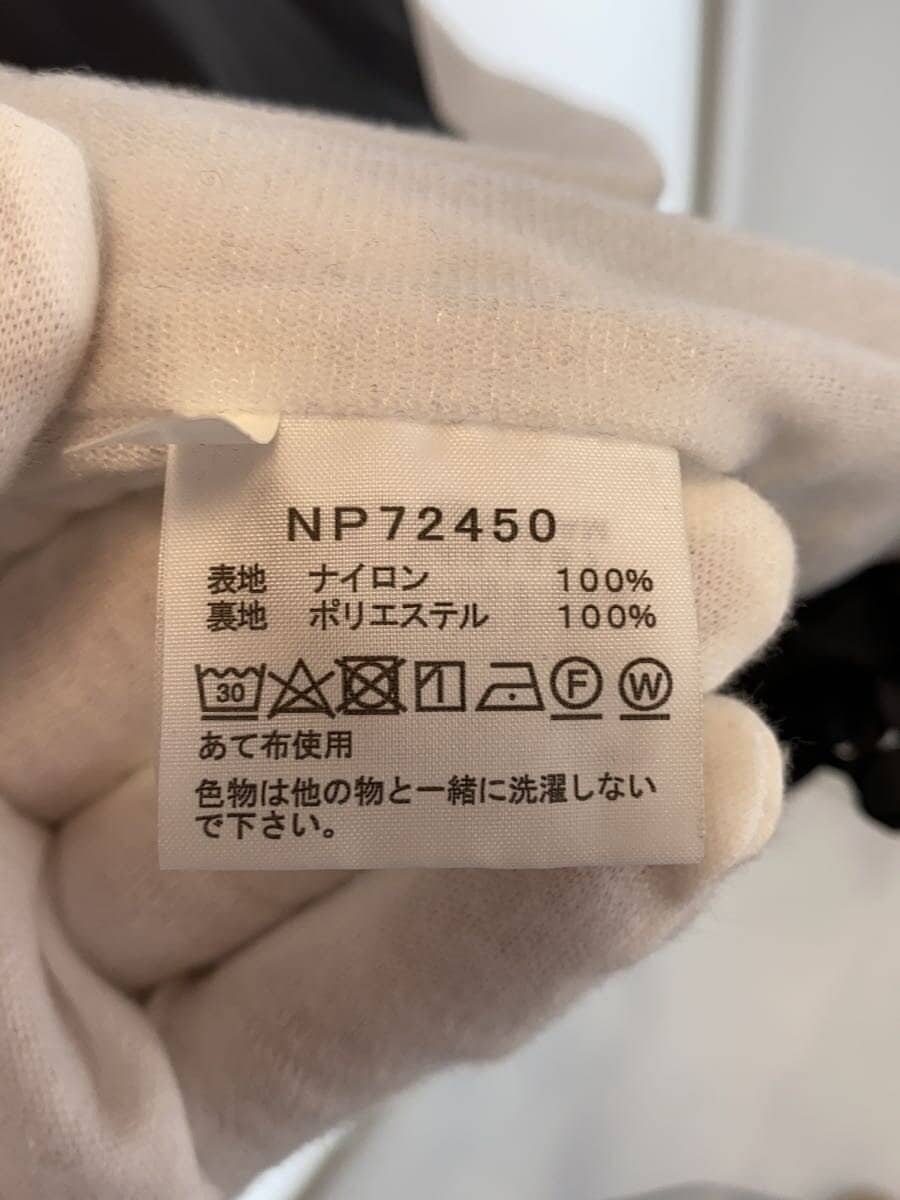 NP72450
表地 ナイロン 100%
裏地 ポリエステル 100%
30 F W
あて布使用
色物は他の物と一緒に洗濯しない
で下さい。